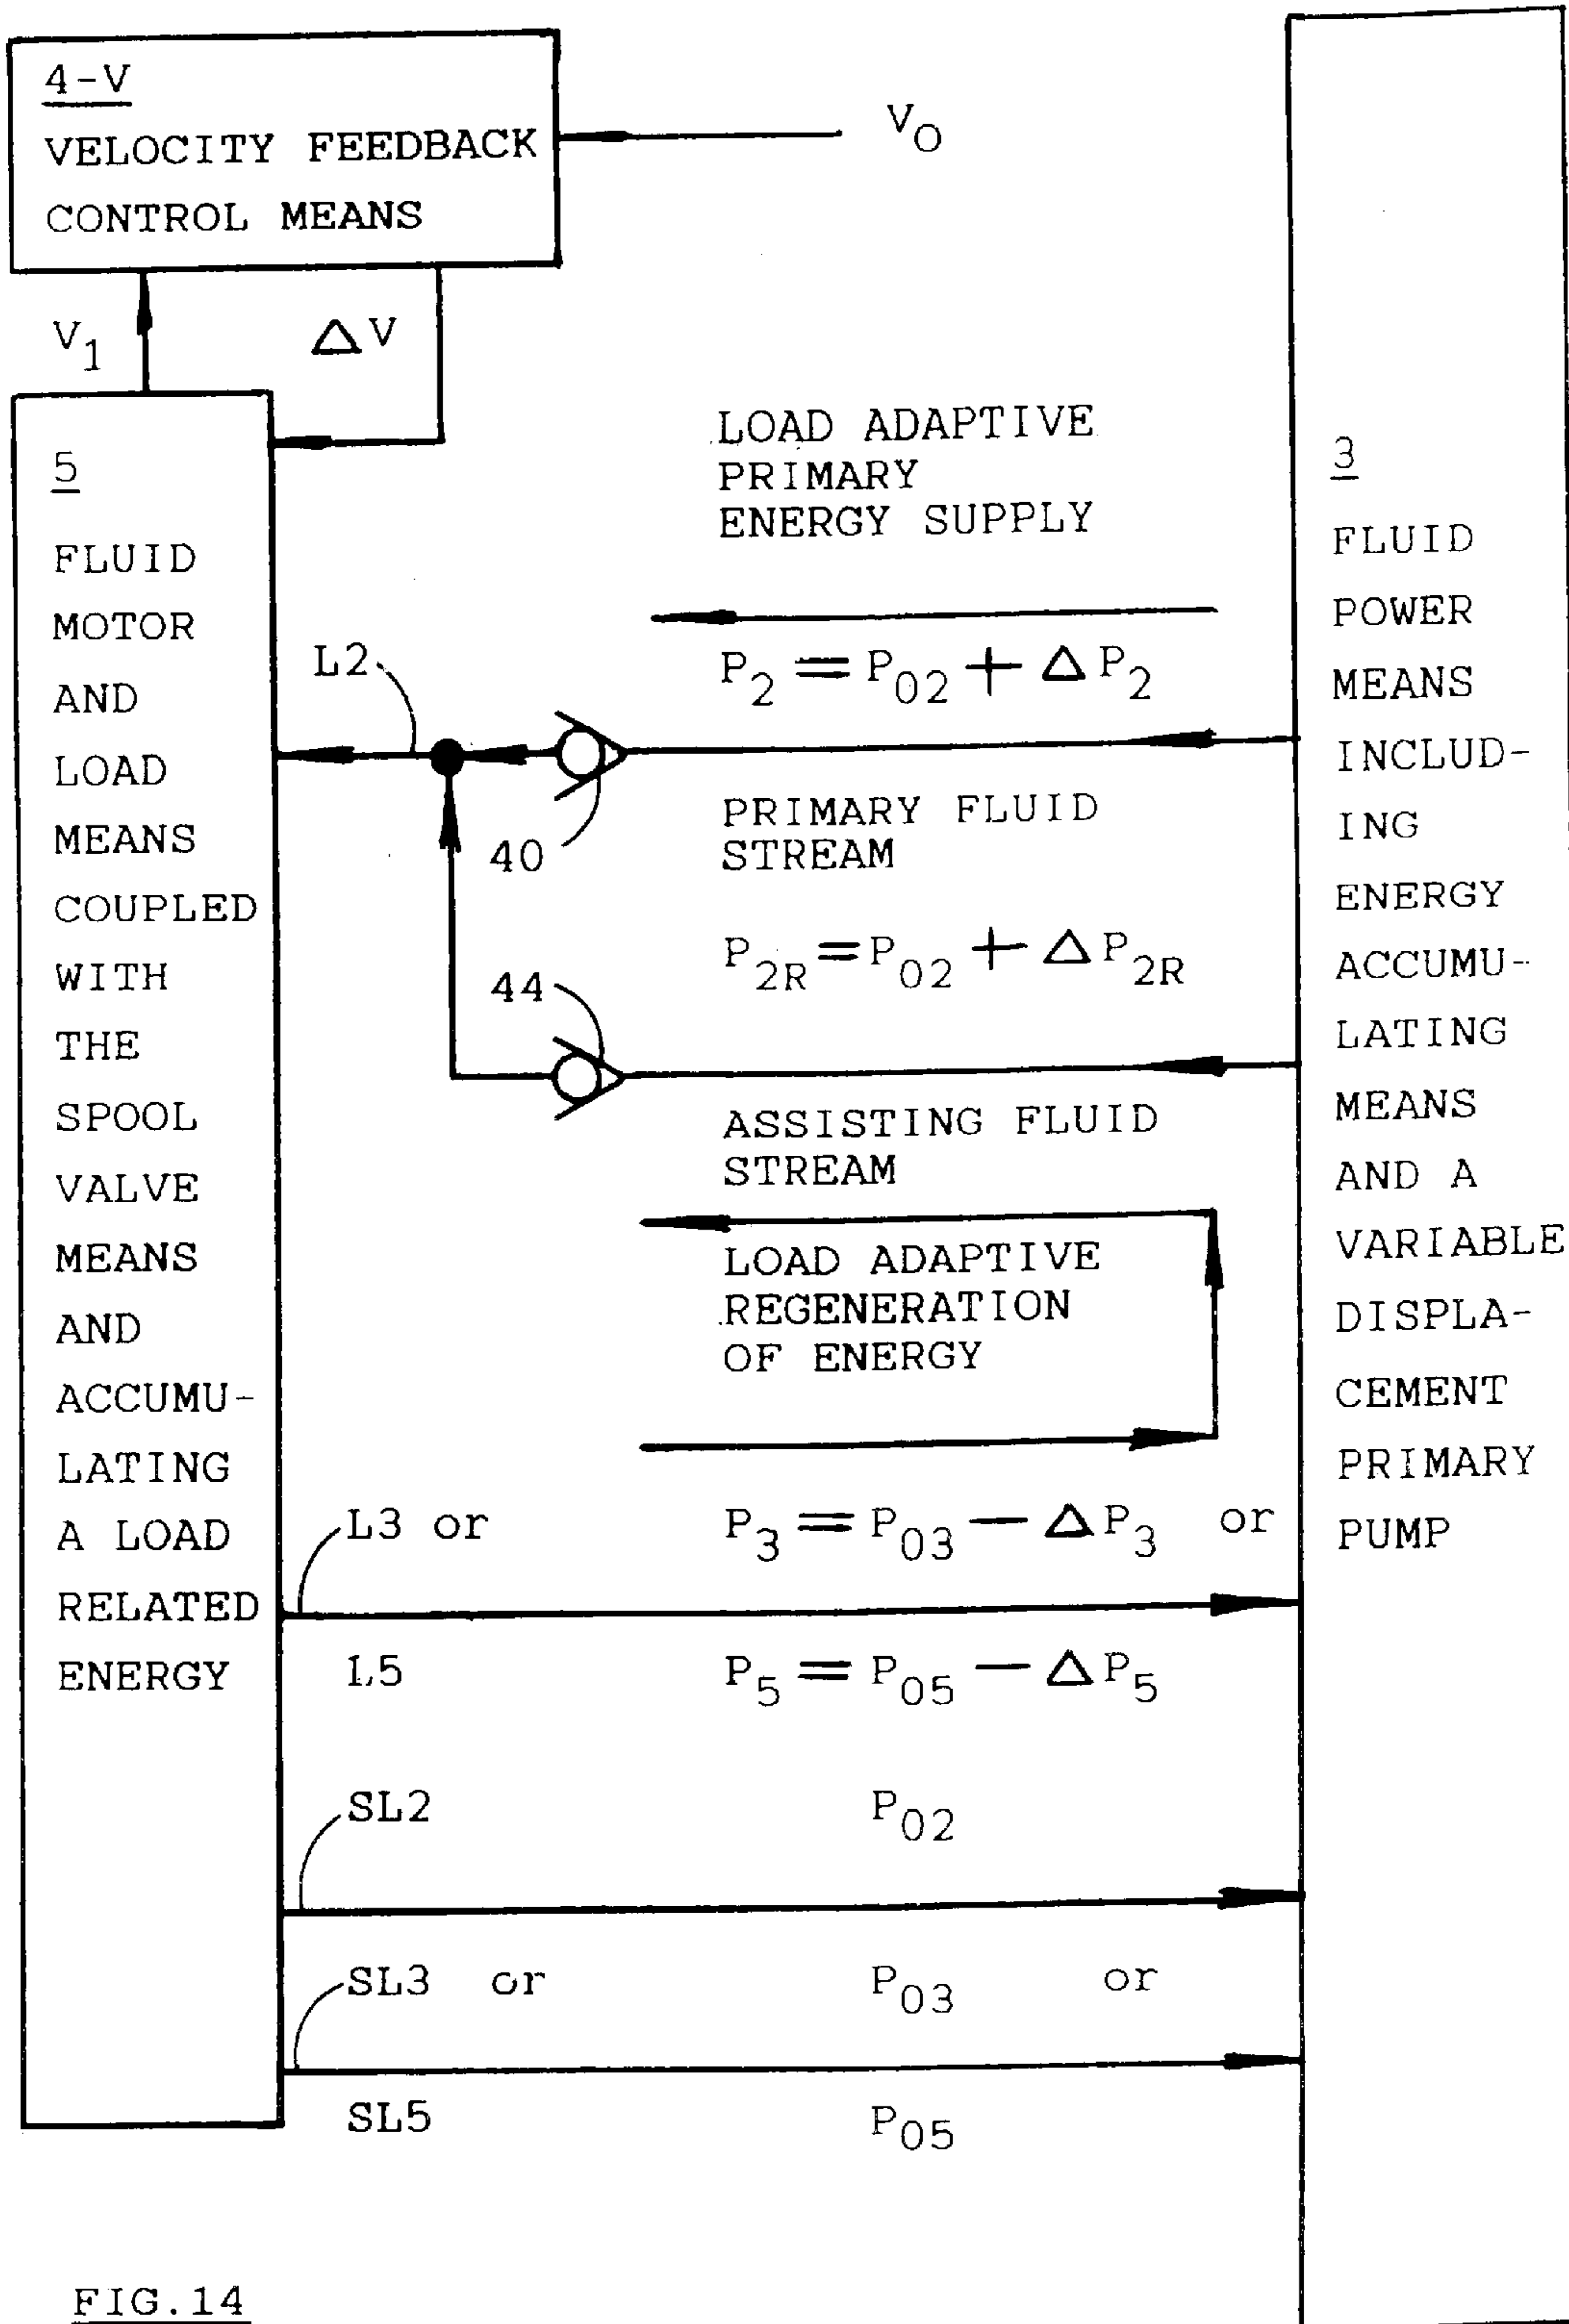 4-V
VELOCITY FEEDBACK
CONTROL MEANS
V₀
V₁
ΔV
5
FLUID
MOTOR
AND
LOAD
MEANS
COUPLED
WITH
THE
SPOOL
VALVE
MEANS
AND
ACCUMU-
LATING
A LOAD
RELATED
ENERGY
LOAD ADAPTIVE
PRIMARY
ENERGY SUPPLY
P₂ = P₀₂ + ΔP₂
L2
40
PRIMARY FLUID
STREAM
P₂R = P₀₂ + ΔP₂R
44
ASSISTING FLUID
STREAM
LOAD ADAPTIVE
REGENERATION
OF ENERGY
L3 or
P₃ = P₀₃ − ΔP₃ or
L5
P₅ = P₀₅ − ΔP₅
SL2
P₀₂
SL3 or
P₀₃ or
SL5
P₀₅
3
FLUID
POWER
MEANS
INCLUD-
ING
ENERGY
ACCUMU-
LATING
MEANS
AND A
VARIABLE
DISPLA-
CEMENT
PRIMARY
PUMP
FIG.14